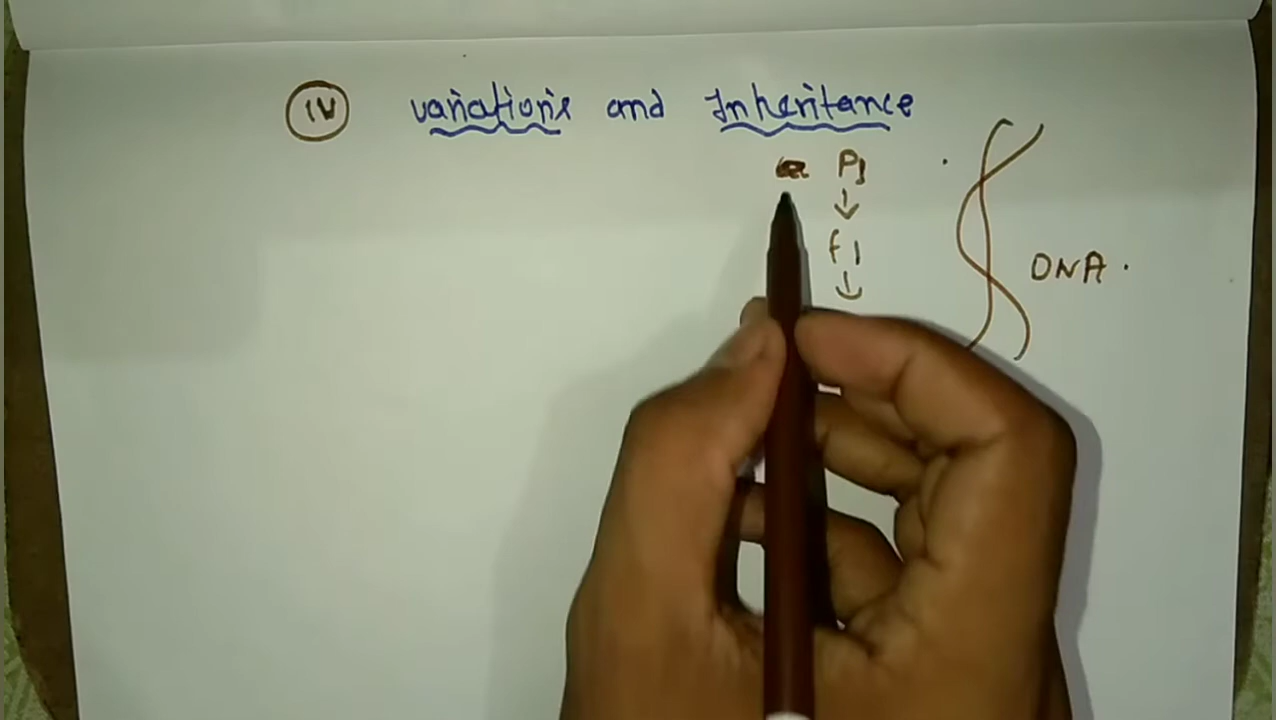 IV variations and Inheritance
P1
↓
f1
DNA.
↓